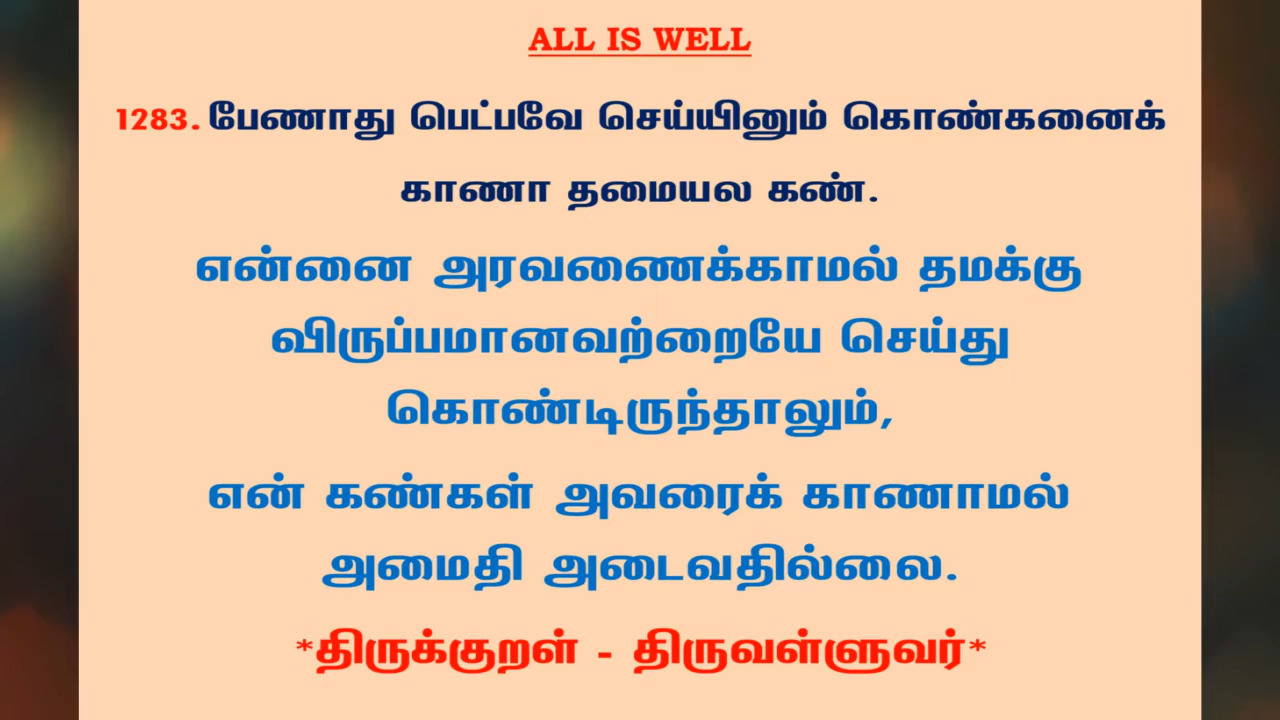 ALL IS WELL
1283. பேணாது பெட்பவே செய்யினும் கொண்கனைக்
காணா தமையல கண்.
என்னை அரவணைக்காமல் தமக்கு
விருப்பமானவற்றையே செய்து
கொண்டிருந்தாலும்,
என் கண்கள் அவரைக் காணாமல்
அமைதி அடைவதில்லை.
*திருக்குறள் - திருவள்ளுவர்*